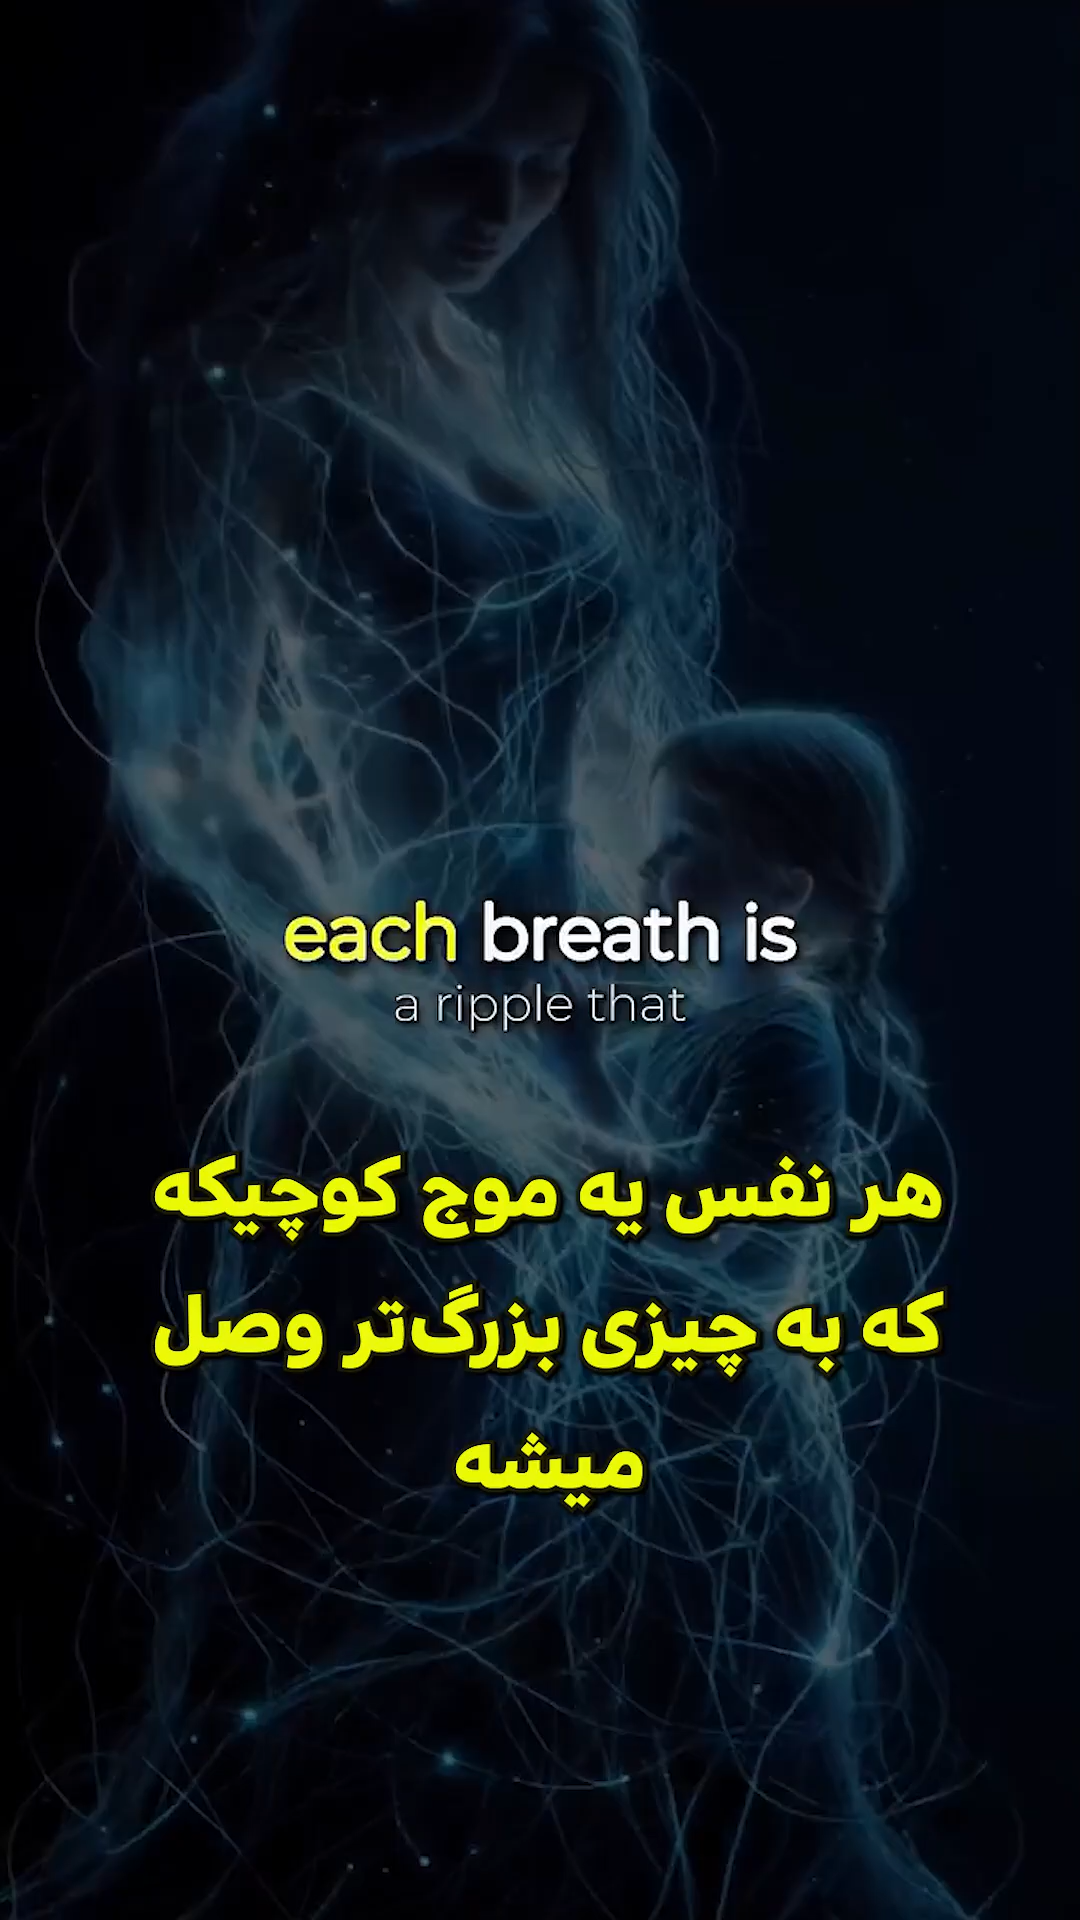 each breath is
a ripple that
هر نفس یه موج کوچیکه
که به چیزی بزرگ‌تر وصل
میشه